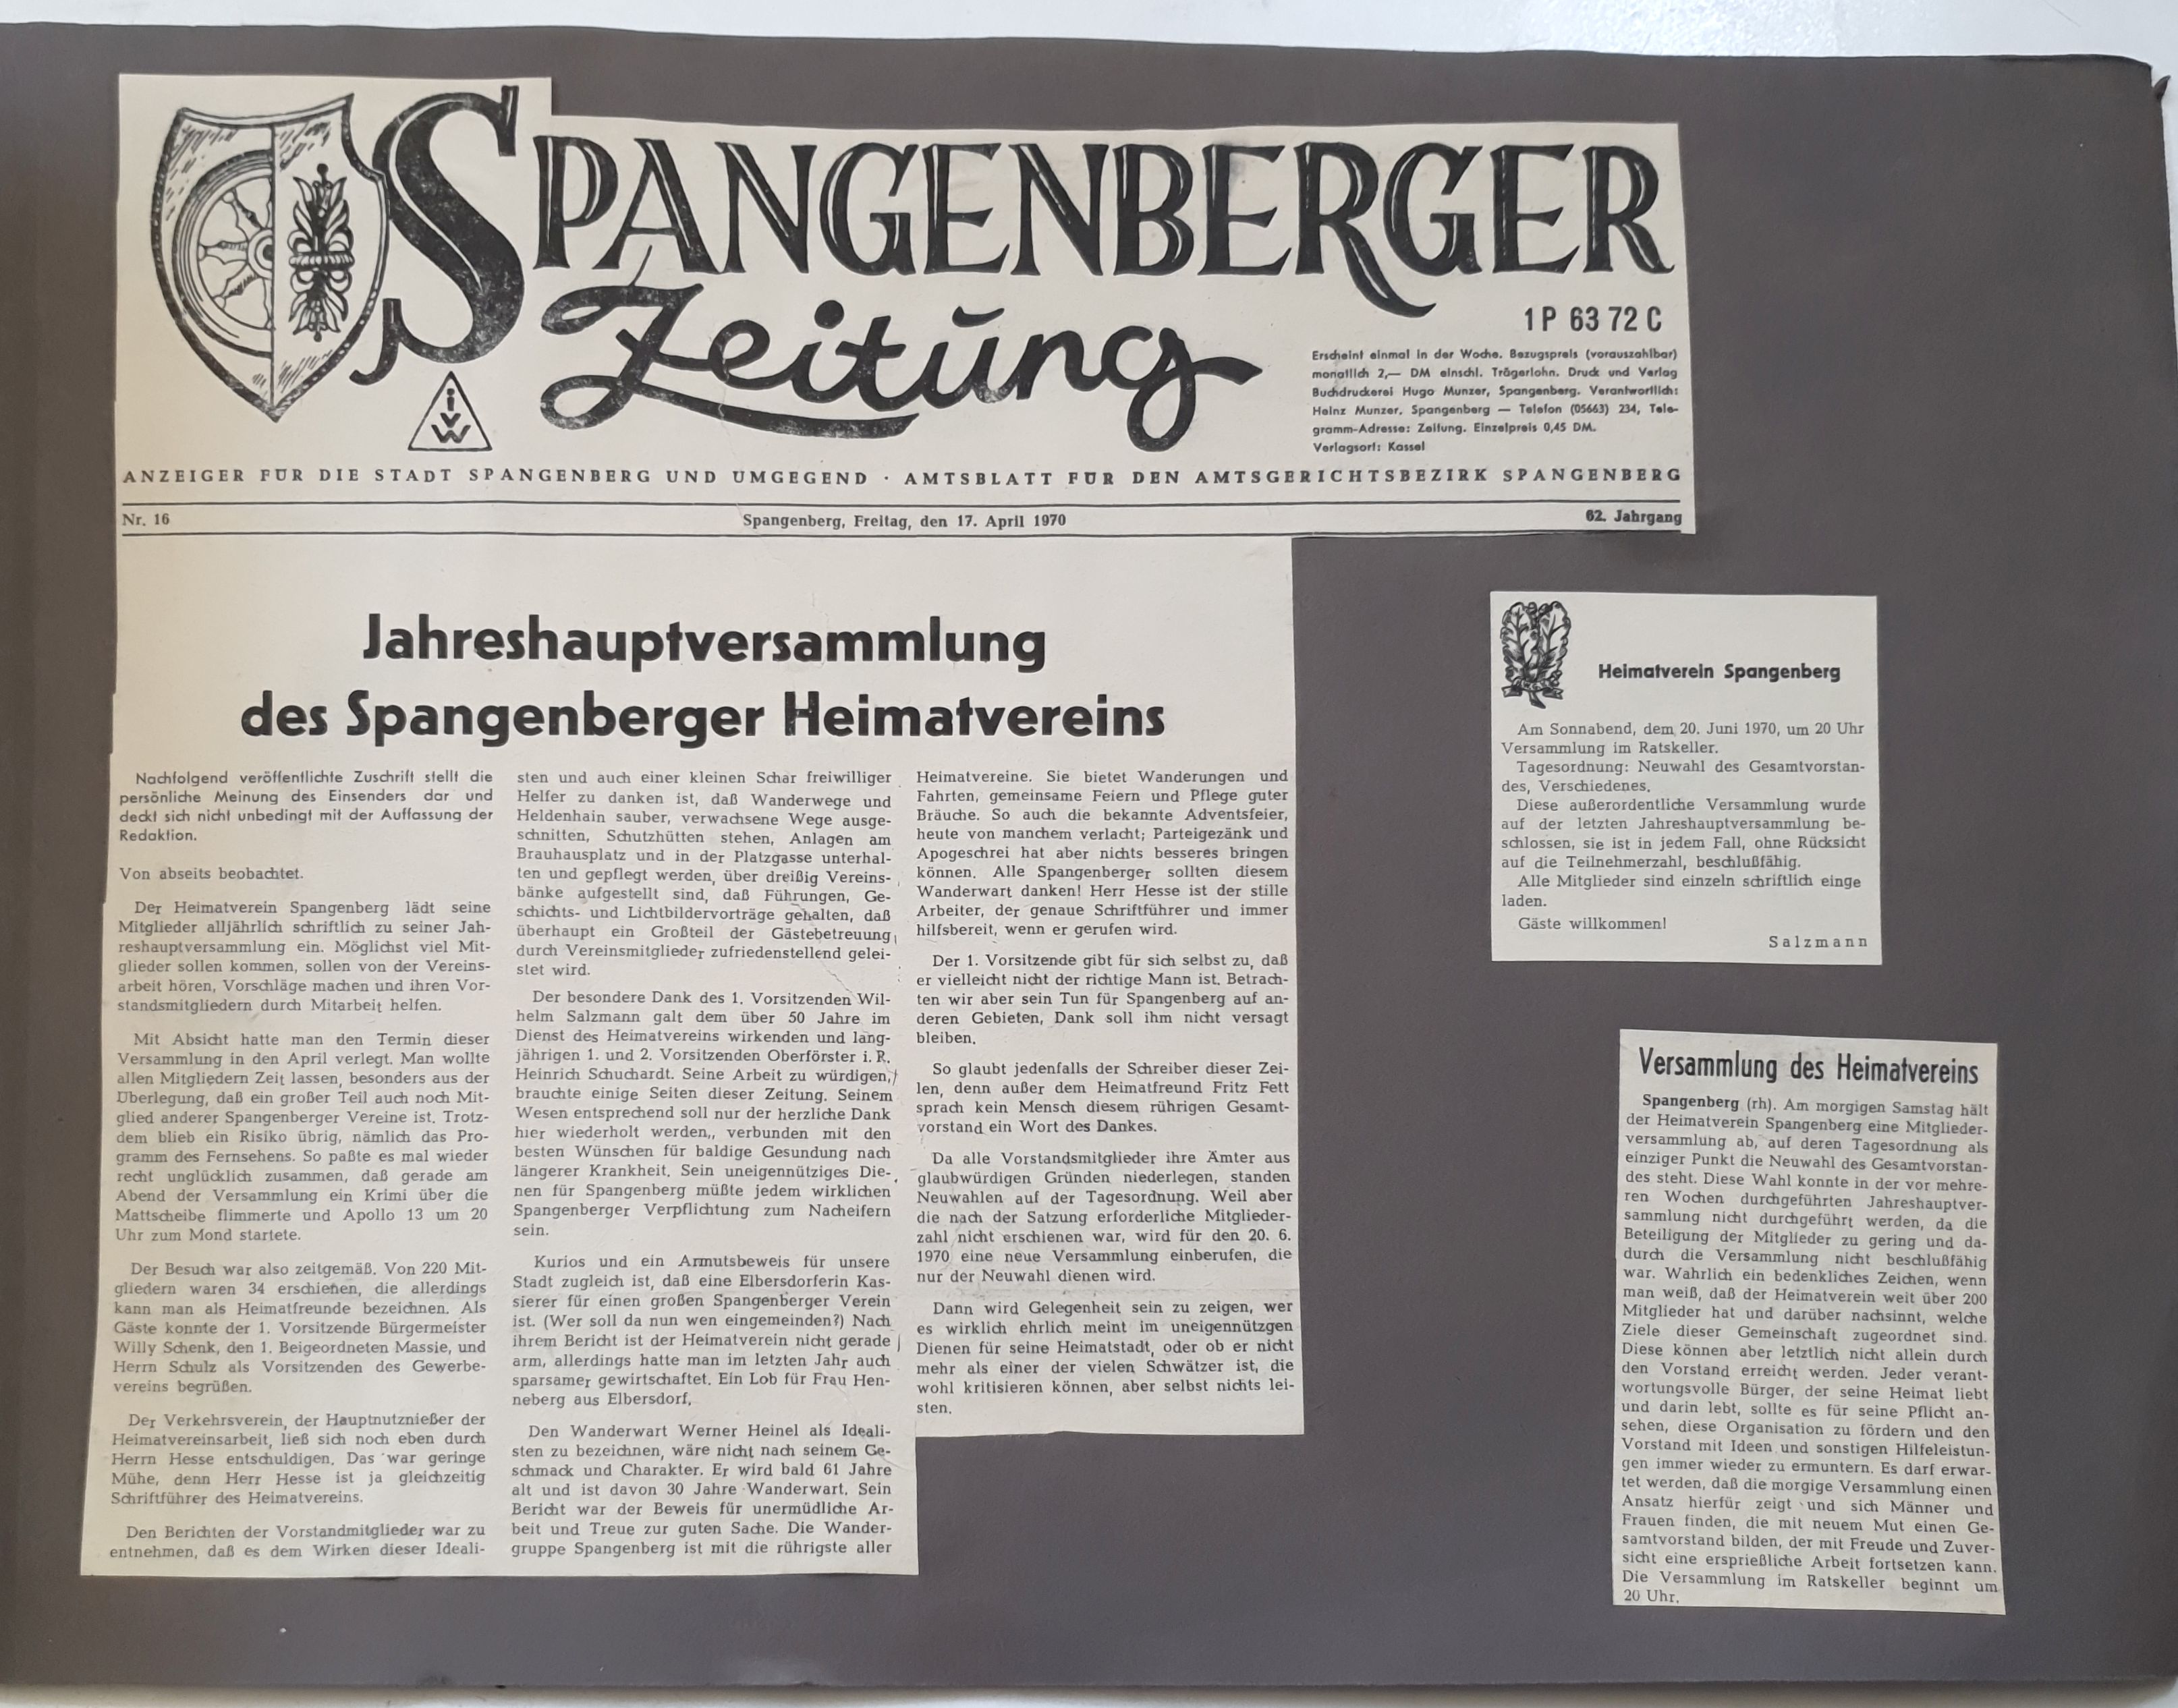 SPANGENBERGER
Zeitung
ivw
1 P 63 72 C
Erscheint einmal in der Woche. Bezugspreis (vorauszahlbar)
monatlich 2,— DM einschl. Trägerlohn. Druck und Verlag
Buchdruckerei Hugo Munzer, Spangenberg. Verantwortlich:
Heinz Munzer, Spangenberg — Telefon (05663) 234, Tele-
gramm-Adresse: Zeitung. Einzelpreis 0,45 DM.
Verlagsort: Kassel
ANZEIGER FÜR DIE STADT SPANGENBERG UND UMGEGEND · AMTSBLATT FÜR DEN AMTSGERICHTSBEZIRK SPANGENBERG
Nr. 16 Spangenberg, Freitag, den 17. April 1970 62. Jahrgang
Jahreshauptversammlung
des Spangenberger Heimatvereins
Nachfolgend veröffentlichte Zuschrift stellt die
persönliche Meinung des Einsenders dar und
deckt sich nicht unbedingt mit der Auffassung der
Redaktion.
Von abseits beobachtet.
Der Heimatverein Spangenberg lädt seine
Mitglieder alljährlich schriftlich zu seiner Jah-
reshauptversammlung ein. Möglichst viel Mit-
glieder sollen kommen, sollen von der Vereins-
arbeit hören, Vorschläge machen und ihren Vor-
standsmitgliedern durch Mitarbeit helfen.
Mit Absicht hatte man den Termin dieser
Versammlung in den April verlegt. Man wollte
allen Mitgliedern Zeit lassen, besonders aus der
Überlegung, daß ein großer Teil auch noch Mit-
glied anderer Spangenberger Vereine ist. Trotz-
dem blieb ein Risiko übrig, nämlich das Pro-
gramm des Fernsehens. So paßte es mal wieder
recht unglücklich zusammen, daß gerade am
Abend der Versammlung ein Krimi über die
Mattscheibe flimmerte und Apollo 13 um 20
Uhr zum Mond startete.
Der Besuch war also zeitgemäß. Von 220 Mit-
gliedern waren 34 erschienen, die allerdings
kann man als Heimatfreunde bezeichnen. Als
Gäste konnte der 1. Vorsitzende Bürgermeister
Willy Schenk, den 1. Beigeordneten Massie, und
Herrn Schulz als Vorsitzenden des Gewerbe-
vereins begrüßen.
Der Verkehrsverein, der Hauptnutznießer der
Heimatvereinsarbeit, ließ sich noch eben durch
Herrn Hesse entschuldigen. Das war geringe
Mühe, denn Herr Hesse ist ja gleichzeitig
Schriftführer des Heimatvereins.
Den Berichten der Vorstandmitglieder war zu
entnehmen, daß es dem Wirken dieser Ideali-
sten und auch einer kleinen Schar freiwilliger
Helfer zu danken ist, daß Wanderwege und
Heldenhain sauber, verwachsene Wege ausge-
schnitten, Schutzhütten stehen, Anlagen am
Brauhausplatz und in der Platzgasse unterhal-
ten und gepflegt werden, über dreißig Vereins-
bänke aufgestellt sind, daß Führungen, Ge-
schichts- und Lichtbildervorträge gehalten, daß
überhaupt ein Großteil der Gästebetreuung
durch Vereinsmitglieder zufriedenstellend gelei-
stet wird.
Der besondere Dank des 1. Vorsitzenden Wil-
helm Salzmann galt dem über 50 Jahre im
Dienst des Heimatvereins wirkenden und lang-
jährigen 1. und 2. Vorsitzenden Oberförster i. R.
Heinrich Schuchardt. Seine Arbeit zu würdigen,
brauchte einige Seiten dieser Zeitung. Seinem
Wesen entsprechend soll nur der herzliche Dank
hier wiederholt werden,, verbunden mit den
besten Wünschen für baldige Gesundung nach
längerer Krankheit. Sein uneigennütziges Die-
nen für Spangenberg müßte jedem wirklichen
Spangenberger Verpflichtung zum Nacheifern
sein.
Kurios und ein Armutsbeweis für unsere
Stadt zugleich ist, daß eine Elbersdorferin Kas-
sierer für einen großen Spangenberger Verein
ist. (Wer soll da nun wen eingemeinden?) Nach
ihrem Bericht ist der Heimatverein nicht gerade
arm, allerdings hatte man im letzten Jahr auch
sparsamer gewirtschaftet. Ein Lob für Frau Hen-
neberg aus Elbersdorf.
Den Wanderwart Werner Heinel als Ideali-
sten zu bezeichnen, wäre nicht nach seinem Ge-
schmack und Charakter. Er wird bald 61 Jahre
alt und ist davon 30 Jahre Wanderwart. Sein
Bericht war der Beweis für unermüdliche Ar-
beit und Treue zur guten Sache. Die Wander-
gruppe Spangenberg ist mit die rührigste aller
Heimatvereine. Sie bietet Wanderungen und
Fahrten, gemeinsame Feiern und Pflege guter
Bräuche. So auch die bekannte Adventsfeier,
heute von manchem verlacht; Parteigezänk und
Apogeschrei hat aber nichts besseres bringen
können. Alle Spangenberger sollten diesem
Wanderwart danken! Herr Hesse ist der stille
Arbeiter, der genaue Schriftführer und immer
hilfsbereit, wenn er gerufen wird.
Der 1. Vorsitzende gibt für sich selbst zu, daß
er vielleicht nicht der richtige Mann ist. Betrach-
ten wir aber sein Tun für Spangenberg auf an-
deren Gebieten, Dank soll ihm nicht versagt
bleiben.
So glaubt jedenfalls der Schreiber dieser Zei-
len, denn außer dem Heimatfreund Fritz Fett
sprach kein Mensch diesem rührigen Gesamt-
vorstand ein Wort des Dankes.
Da alle Vorstandsmitglieder ihre Ämter aus
glaubwürdigen Gründen niederlegen, standen
Neuwahlen auf der Tagesordnung. Weil aber
die nach der Satzung erforderliche Mitglieder-
zahl nicht erschienen war, wird für den 20. 6.
1970 eine neue Versammlung einberufen, die
nur der Neuwahl dienen wird.
Dann wird Gelegenheit sein zu zeigen, wer
es wirklich ehrlich meint im uneigennützgen
Dienen für seine Heimatstadt, oder ob er nicht
mehr als einer der vielen Schwätzer ist, die
wohl kritisieren können, aber selbst nichts lei-
sten.
Heimatverein Spangenberg
Am Sonnabend, dem 20. Juni 1970, um 20 Uhr
Versammlung im Ratskeller.
Tagesordnung: Neuwahl des Gesamtvorstan-
des, Verschiedenes.
Diese außerordentliche Versammlung wurde
auf der letzten Jahreshauptversammlung be-
schlossen, sie ist in jedem Fall, ohne Rücksicht
auf die Teilnehmerzahl, beschlußfähig.
Alle Mitglieder sind einzeln schriftlich einge
laden.
Gäste willkommen!
Salzmann
Versammlung des Heimatvereins
Spangenberg (rh). Am morgigen Samstag hält
der Heimatverein Spangenberg eine Mitglieder-
versammlung ab, auf deren Tagesordnung als
einziger Punkt die Neuwahl des Gesamtvorstan-
des steht. Diese Wahl konnte in der vor mehre-
ren Wochen durchgeführten Jahreshauptver-
sammlung nicht durchgeführt werden, da die
Beteiligung der Mitglieder zu gering und da-
durch die Versammlung nicht beschlußfähig
war. Wahrlich ein bedenkliches Zeichen, wenn
man weiß, daß der Heimatverein weit über 200
Mitglieder hat und darüber nachsinnt, welche
Ziele dieser Gemeinschaft zugeordnet sind.
Diese können aber letztlich nicht allein durch
den Vorstand erreicht werden. Jeder verant-
wortungsvolle Bürger, der seine Heimat liebt
und darin lebt, sollte es für seine Pflicht an-
sehen, diese Organisation zu fördern und den
Vorstand mit Ideen und sonstigen Hilfeleistun-
gen immer wieder zu ermuntern. Es darf erwar-
tet werden, daß die morgige Versammlung einen
Ansatz hierfür zeigt und sich Männer und
Frauen finden, die mit neuem Mut einen Ge-
samtvorstand bilden, der mit Freude und Zuver-
sicht eine ersprießliche Arbeit fortsetzen kann.
Die Versammlung im Ratskeller beginnt um
20 Uhr.